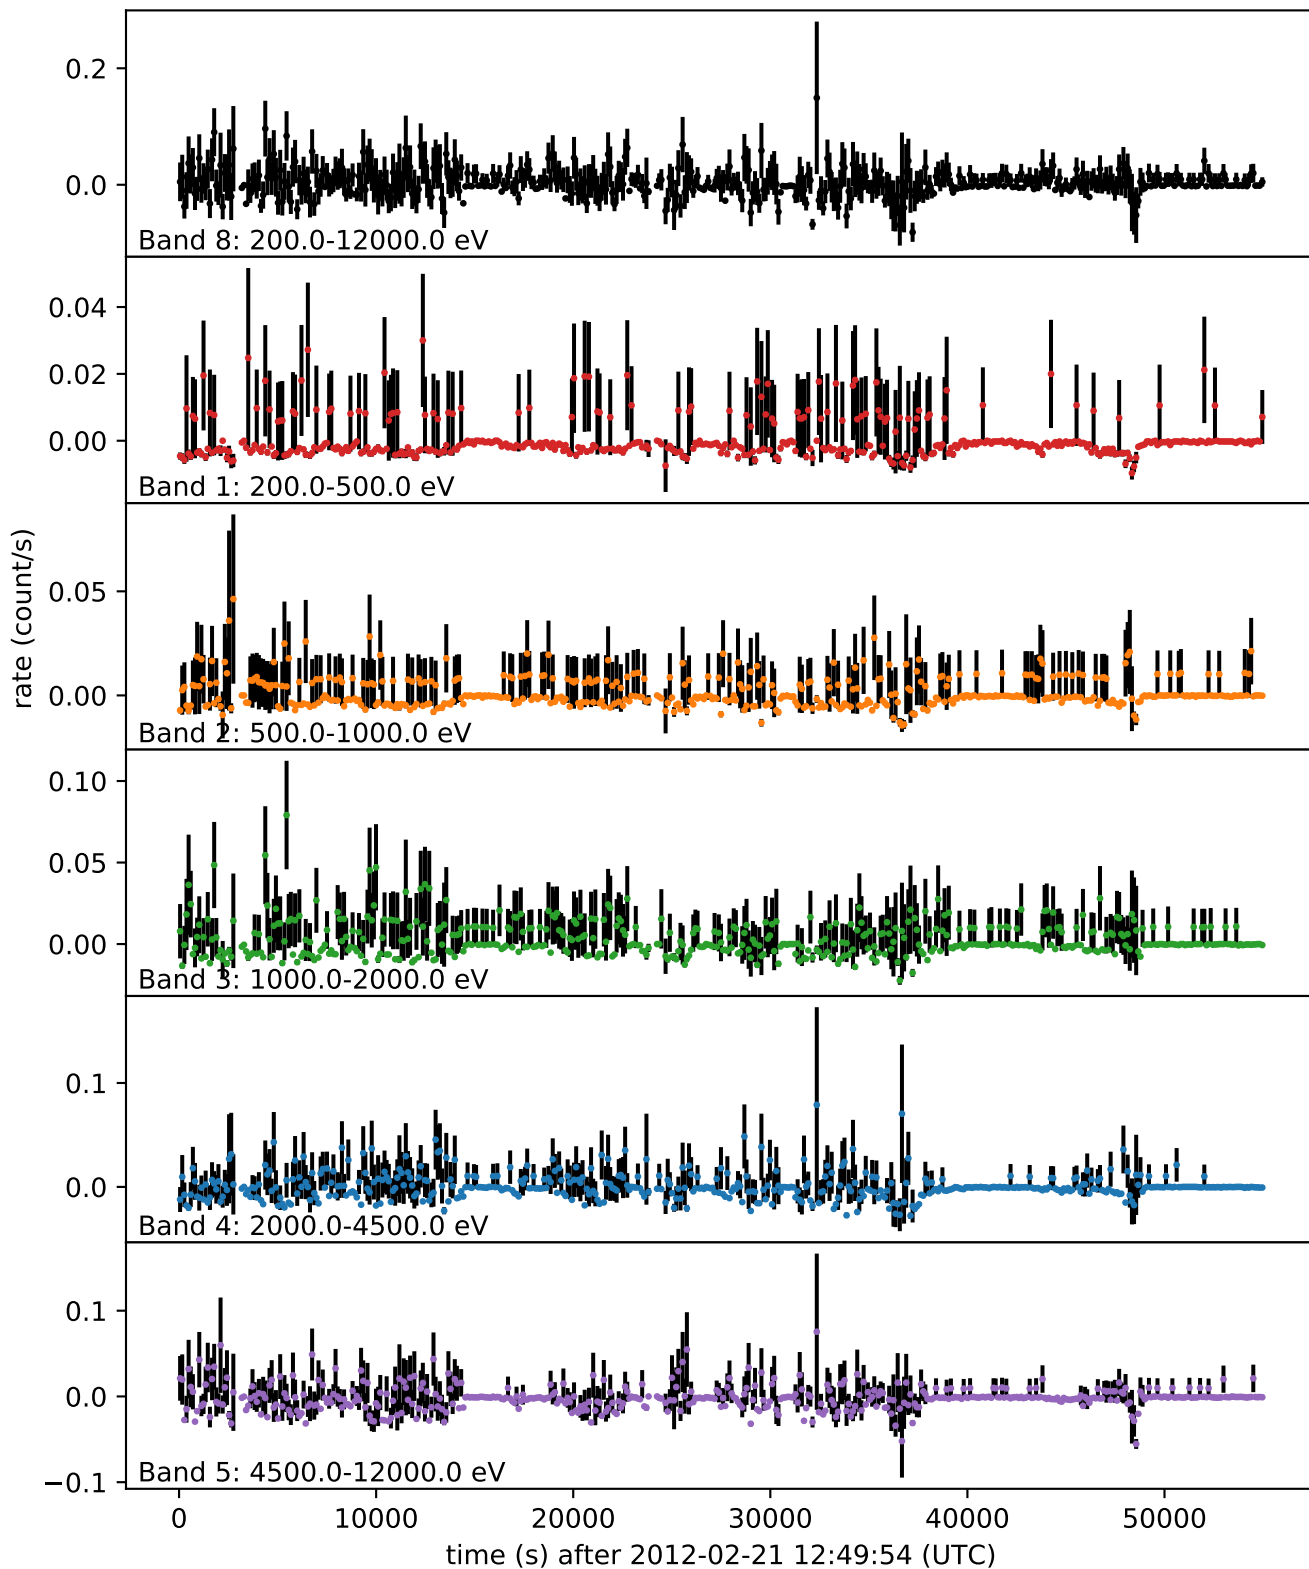 0.2
0.0
Band 8: 200.0-12000.0 eV
0.04
0.02
0.00
Band 1: 200.0-500.0 eV
rate (count/s)
0.05
0.00
Band 2: 500.0-1000.0 eV
0.10
0.05
0.00
Band 3: 1000.0-2000.0 eV
0.1
0.0
Band 4: 2000.0-4500.0 eV
0.1
0.0
−0.1
Band 5: 4500.0-12000.0 eV
0 10000 20000 30000 40000 50000
time (s) after 2012-02-21 12:49:54 (UTC)